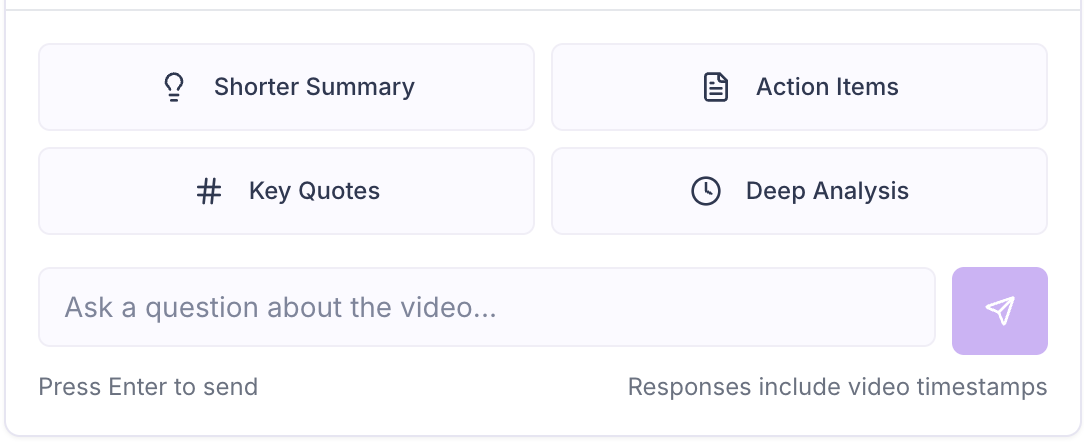 Shorter Summary
Action Items
Key Quotes
Deep Analysis
Ask a question about the video...
Press Enter to send
Responses include video timestamps